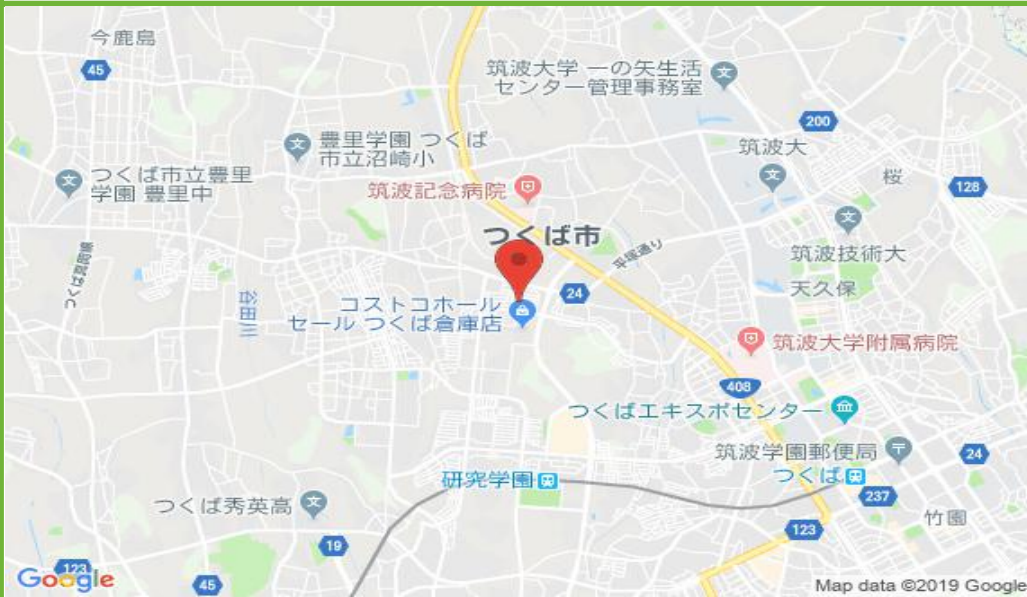 今鹿島
45
筑波大学 一の矢生活
センター管理事務室
200
豊里学園 つくば
市立沼崎小
筑波大
つくば市立豊里
学園 豊里中
筑波記念病院
桜
128
つくば市
平塚通り
筑波技術大
つくば真岡線
谷田川
24
天久保
コストコホール
セール つくば倉庫店
筑波大学附属病院
408
つくばエキスポセンター
筑波学園郵便局
24
研究学園
つくば
237
つくば秀英高
竹園
123
19
123
45
Google
Map data ©2019 Google